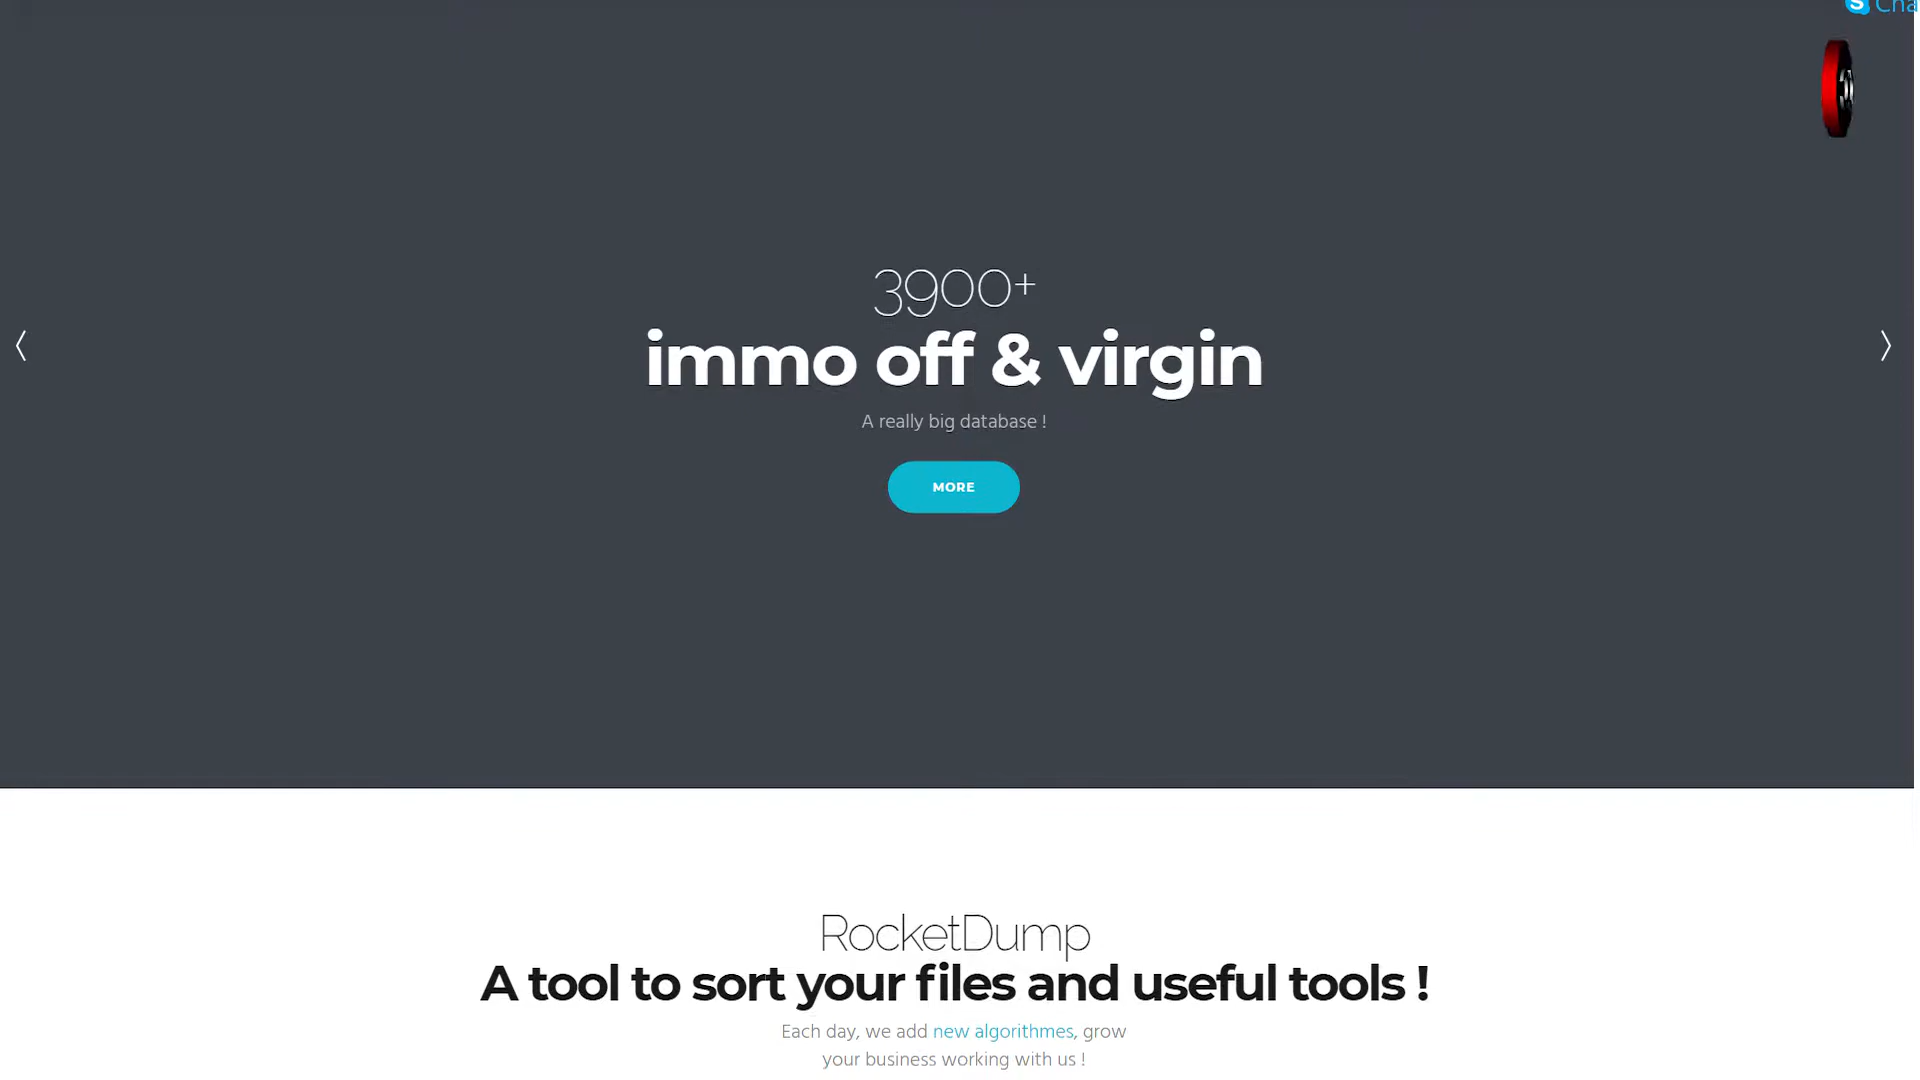 3900+
immo off & virgin
A really big database !
MORE
RocketDump
A tool to sort your files and useful tools !
Each day, we add new algorithmes, grow
your business working with us !